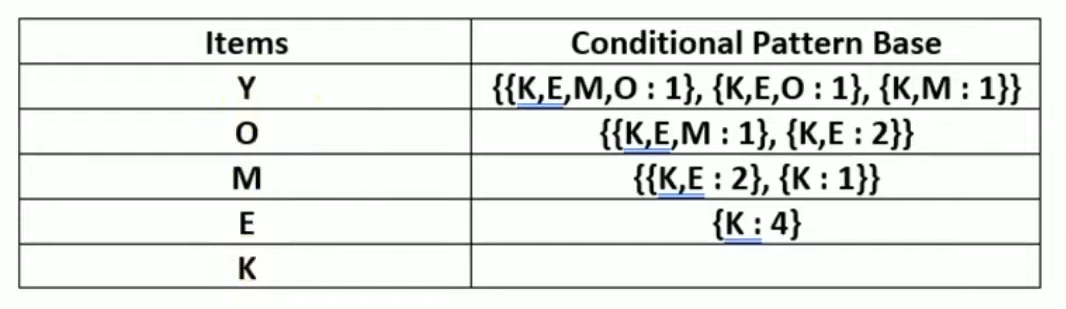 Items Conditional Pattern Base
Y {{K,E,M,O : 1}, {K,E,O : 1}, {K,M : 1}}
O {{K,E,M : 1}, {K,E : 2}}
M {{K,E : 2}, {K : 1}}
E {K : 4}
K